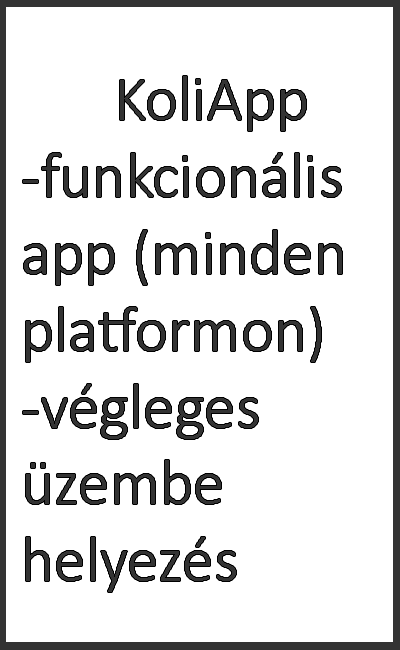 KoliApp
-funkcionális
app (minden
platformon)
-végleges
üzembe
helyezés